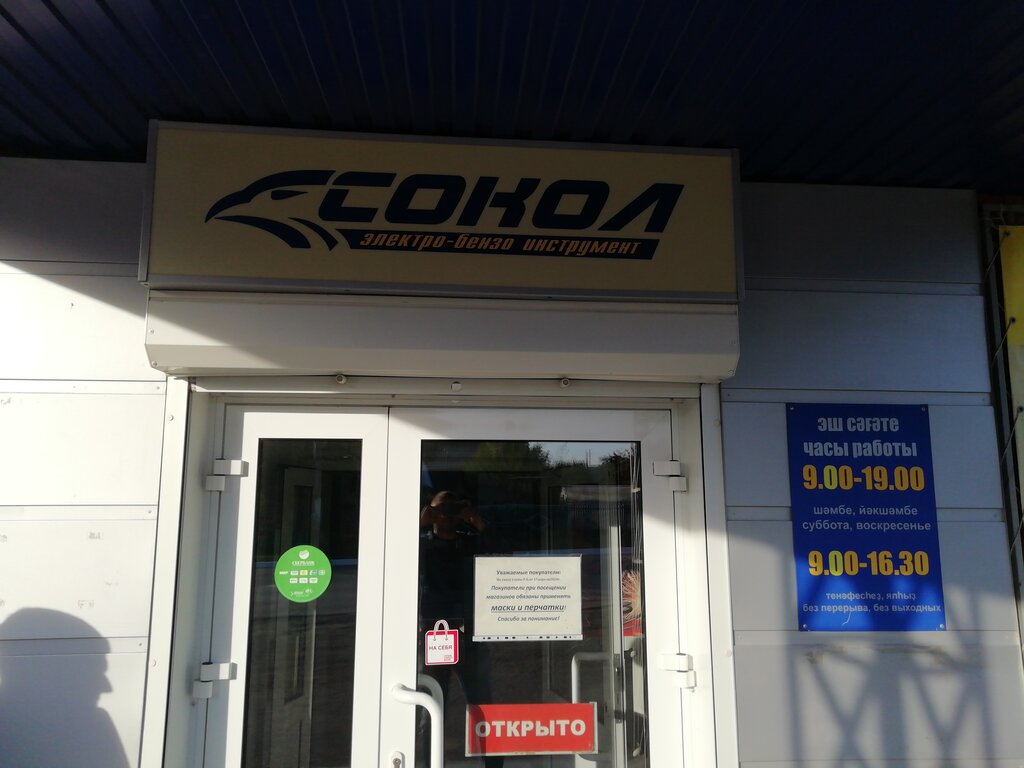 СОКОЛ
электро-бензо инструмент
эш сәғәте
часы работы
9.00-19.00
шәмбе, йәкшәмбе
суббота, воскресенье
9.00-16.30
тәнәфесһеҙ, ялһыҙ
без перерыва, без выходных
СБЕРБАНК
Уважаемые покупатели!
Покупатели при посещении
магазинов обязаны применять
маски и перчатки!
Спасибо за понимание!
НА СЕБЯ
ОТКРЫТО